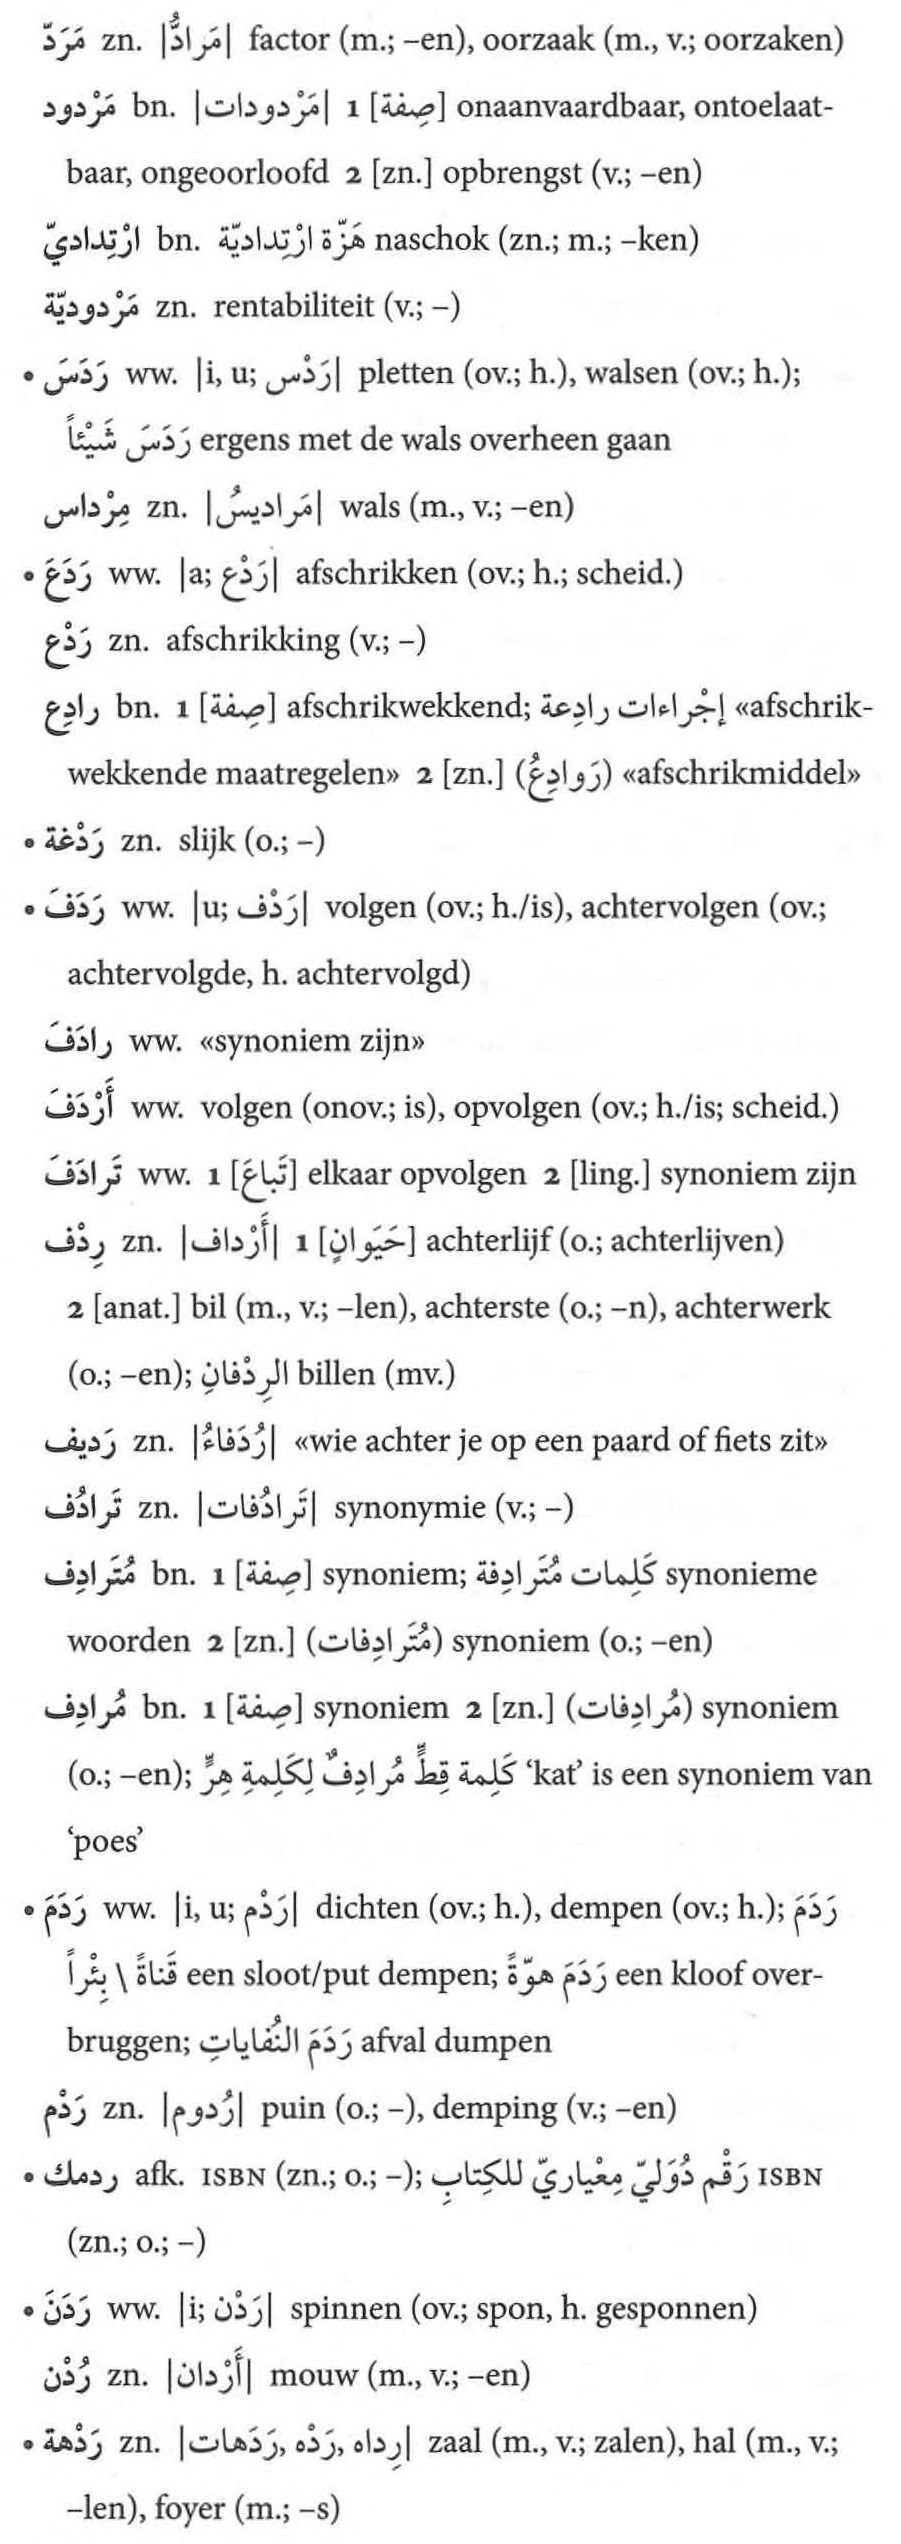 مَرَدّ zn. |مَرادُّ| factor (m.; –en), oorzaak (m., v.; oorzaken)
مَرْدود bn. |مَرْدودات| 1 [صِفة] onaanvaardbaar, ontoelaat-
baar, ongeoorloofd 2 [zn.] opbrengst (v.; –en)
ارْتِداديّ bn. هَزّة ارْتِداديّة naschok (zn.; m.; –ken)
مَرْدوديّة zn. rentabiliteit (v.; –)
• رَدَسَ ww. |i, u; رَدْس| pletten (ov.; h.), walsen (ov.; h.);
رَدَسَ شَيْئاً ergens met de wals overheen gaan
مِرْداس zn. |مَراديسُ| wals (m., v.; –en)
• رَدَعَ ww. |a; رَدْع| afschrikken (ov.; h.; scheid.)
رَدْع zn. afschrikking (v.; –)
رادِع bn. 1 [صِفة] afschrikwekkend; إجْراءات رادِعة «afschrik-
wekkende maatregelen» 2 [zn.] (رَوادِعُ) «afschrikmiddel»
• رَدْغة zn. slijk (o.; –)
• رَدَفَ ww. |u; رَدْف| volgen (ov.; h./is), achtervolgen (ov.;
achtervolgde, h. achtervolgd)
رادَفَ ww. «synoniem zijn»
أَرْدَفَ ww. volgen (onov.; is), opvolgen (ov.; h./is; scheid.)
تَرادَفَ ww. 1 [تَباعَ] elkaar opvolgen 2 [ling.] synoniem zijn
رِدْف zn. |أَرْداف| 1 [حَيَوانٍ] achterlijf (o.; achterlijven)
2 [anat.] bil (m., v.; –len), achterste (o.; –n), achterwerk
(o.; –en); الرِدْفانِ billen (mv.)
رَديف zn. |رُدَفاءُ| «wie achter je op een paard of fiets zit»
تَرادُف zn. |تَرادُفات| synonymie (v.; –)
مُتَرادِف bn. 1 [صِفة] synoniem; كَلِمات مُتَرادِفة synonieme
woorden 2 [zn.] (مُتَرادِفات) synoniem (o.; –en)
مُرادِف bn. 1 [صِفة] synoniem 2 [zn.] (مُرادِفات) synoniem
(o.; –en); كَلِمة قِطٍّ مُرادِفٌ لِكَلِمةِ هِرٍّ ‘kat’ is een synoniem van
‘poes’
• رَدَمَ ww. |i, u; رَدْم| dichten (ov.; h.), dempen (ov.; h.); رَدَمَ
قَناةً \ بِئْراً een sloot/put dempen; رَدَمَ هوّةً een kloof over-
bruggen; رَدَمَ النُفاياتِ afval dumpen
رَدْم zn. |رُدوم| puin (o.; –), demping (v.; –en)
• ردمك afk. ISBN (zn.; o.; –); رَقْم دُوَليّ مِعْياريّ للكِتابِ ISBN
(zn.; o.; –)
• رَدَنَ ww. |i; رَدْن| spinnen (ov.; spon, h. gesponnen)
رُدْن zn. |أَرْدان| mouw (m., v.; –en)
• رَدْهة zn. |رِداه, رَدْه, رَدَهات| zaal (m., v.; zalen), hal (m., v.;
–len), foyer (m.; –s)